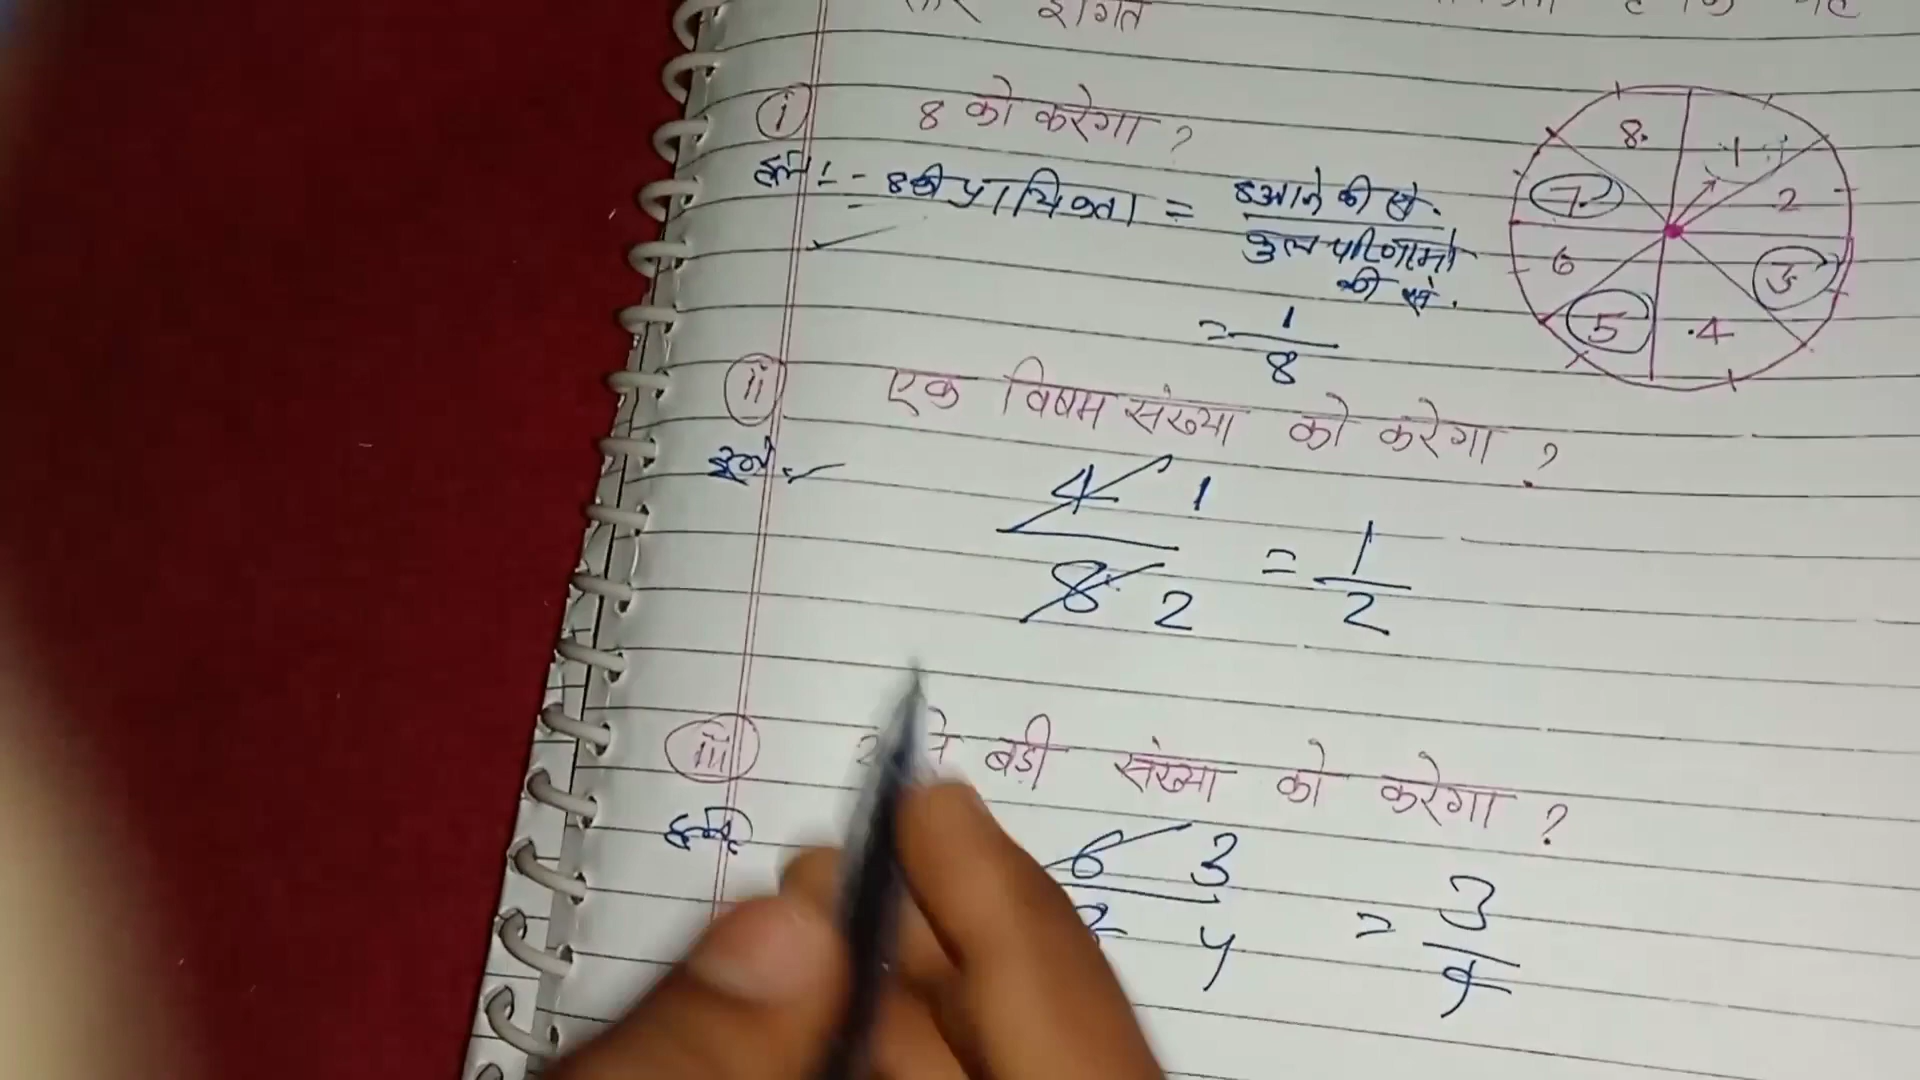 i 8 को करेगा ?
हल :- 8 की प्रायिकता = 8 आने की सं.
कुल परिणामों
की सं.
= 1/8
8 1
7 2
6 3
5 4
ii एक विषम संख्या को करेगा ?
हल
4 1
8 2
= 1/2
iii बड़ी संख्या को करेगा ?
हल
6 3
4
= 3/4